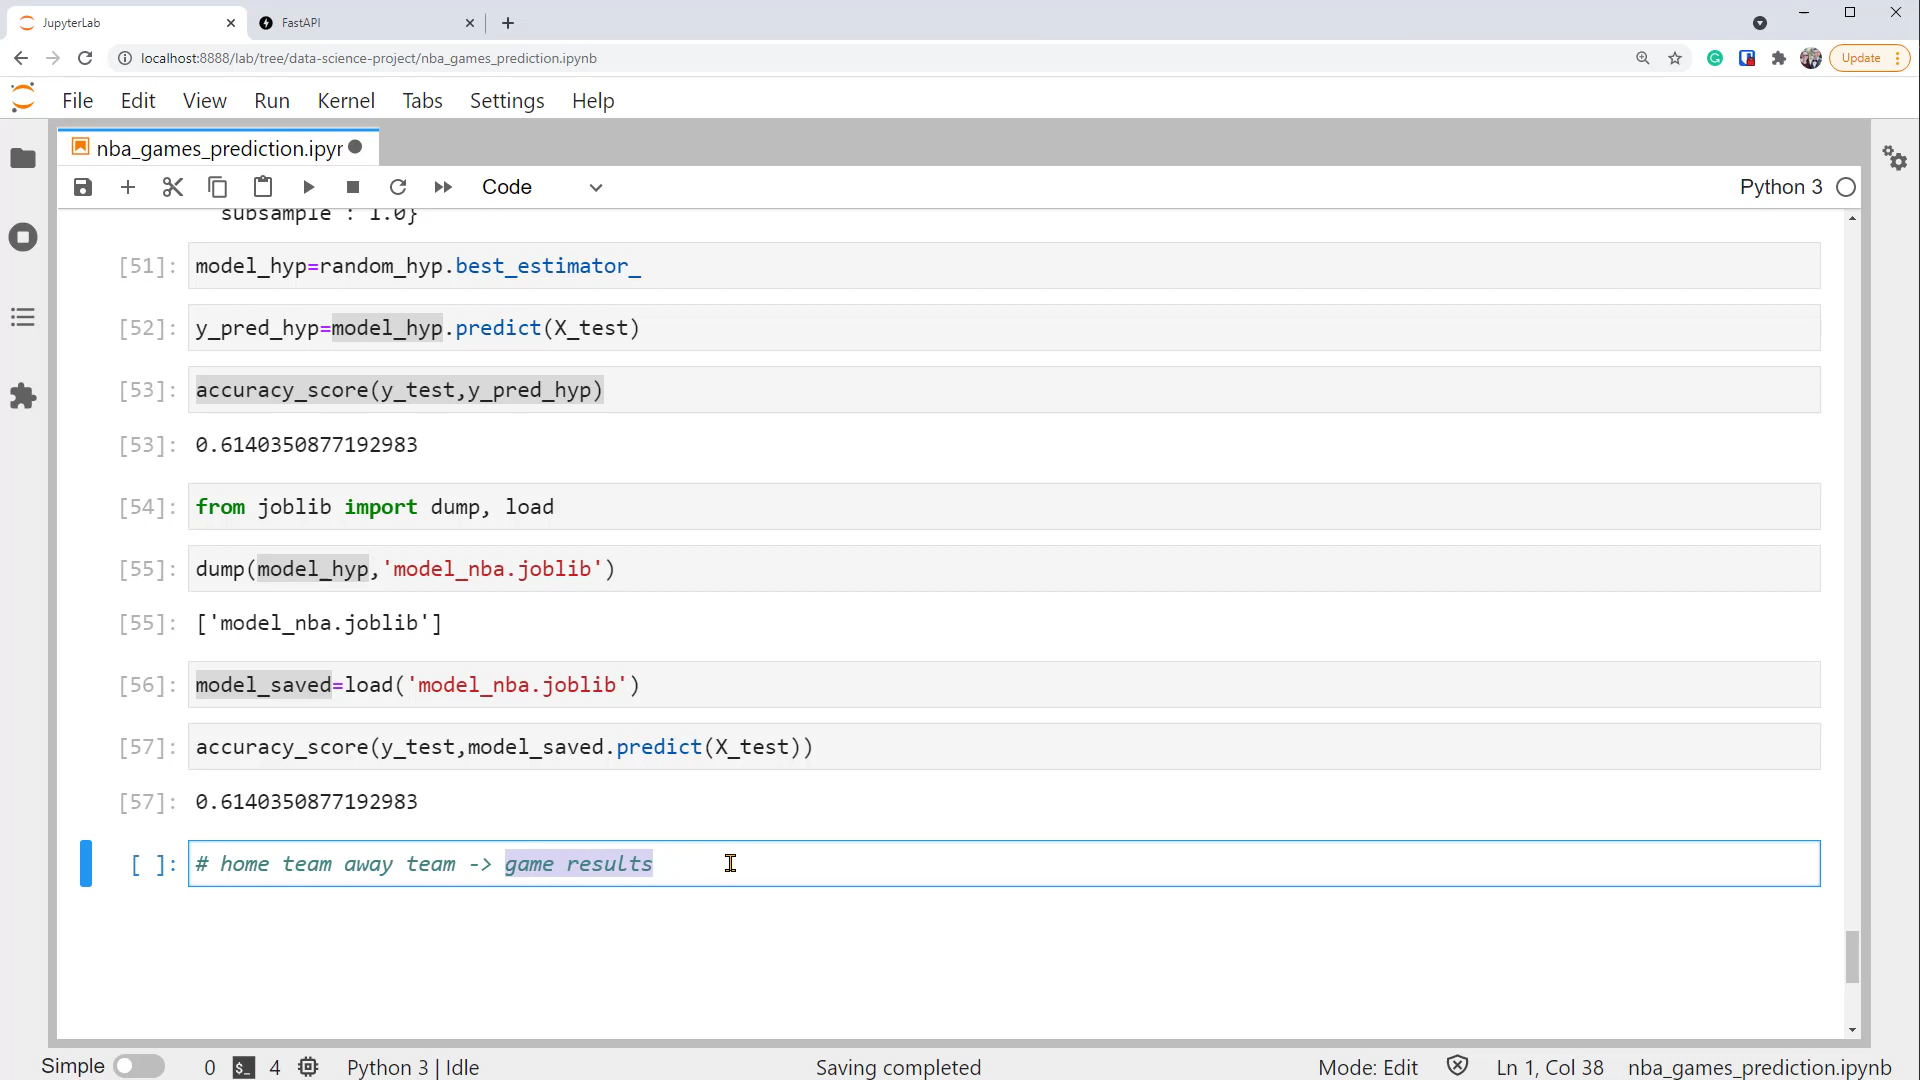 JupyterLab
FastAPI
localhost:8888/lab/tree/data-science-project/nba_games_prediction.ipynb
Update
File Edit View Run Kernel Tabs Settings Help
nba_games_prediction.ipyn
Code
Python 3
subsample : 1.0}
[51]: model_hyp=random_hyp.best_estimator_
[52]: y_pred_hyp=model_hyp.predict(X_test)
[53]: accuracy_score(y_test,y_pred_hyp)
[53]: 0.6140350877192983
[54]: from joblib import dump, load
[55]: dump(model_hyp,'model_nba.joblib')
[55]: ['model_nba.joblib']
[56]: model_saved=load('model_nba.joblib')
[57]: accuracy_score(y_test,model_saved.predict(X_test))
[57]: 0.6140350877192983
[ ]: # home team away team -> game results
Simple 0 $_ 4 Python 3 | Idle Saving completed Mode: Edit Ln 1, Col 38 nba_games_prediction.ipynb